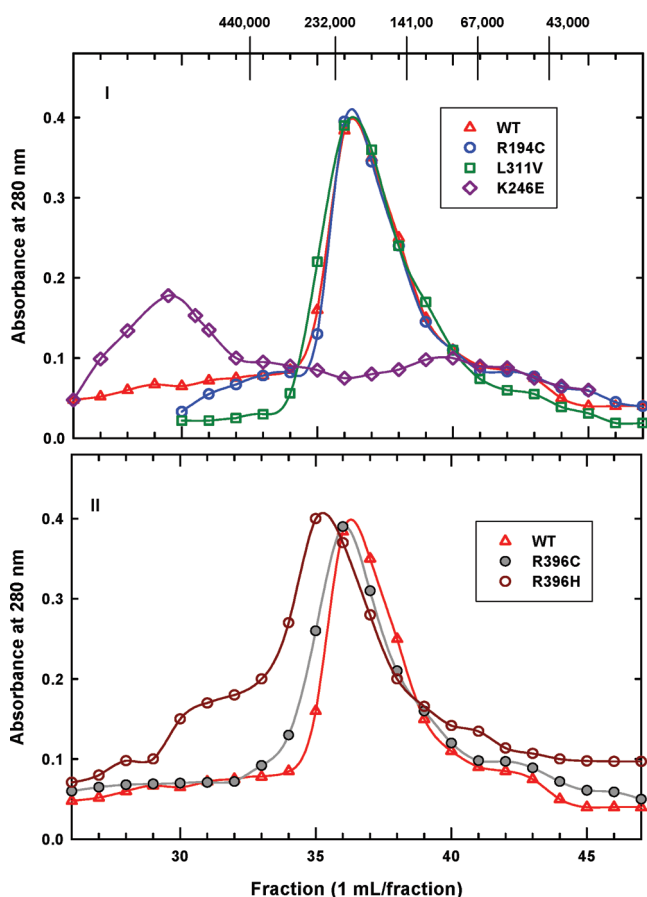 440,000 232,000 141,00 67,000 43,000
I
0.4
0.3
0.2
0.1
0.0
Absorbance at 280 nm
WT
R194C
L311V
K246E
II
0.4
0.3
0.2
0.1
0.0
Absorbance at 280 nm
WT
R396C
R396H
30 35 40 45
Fraction (1 mL/fraction)